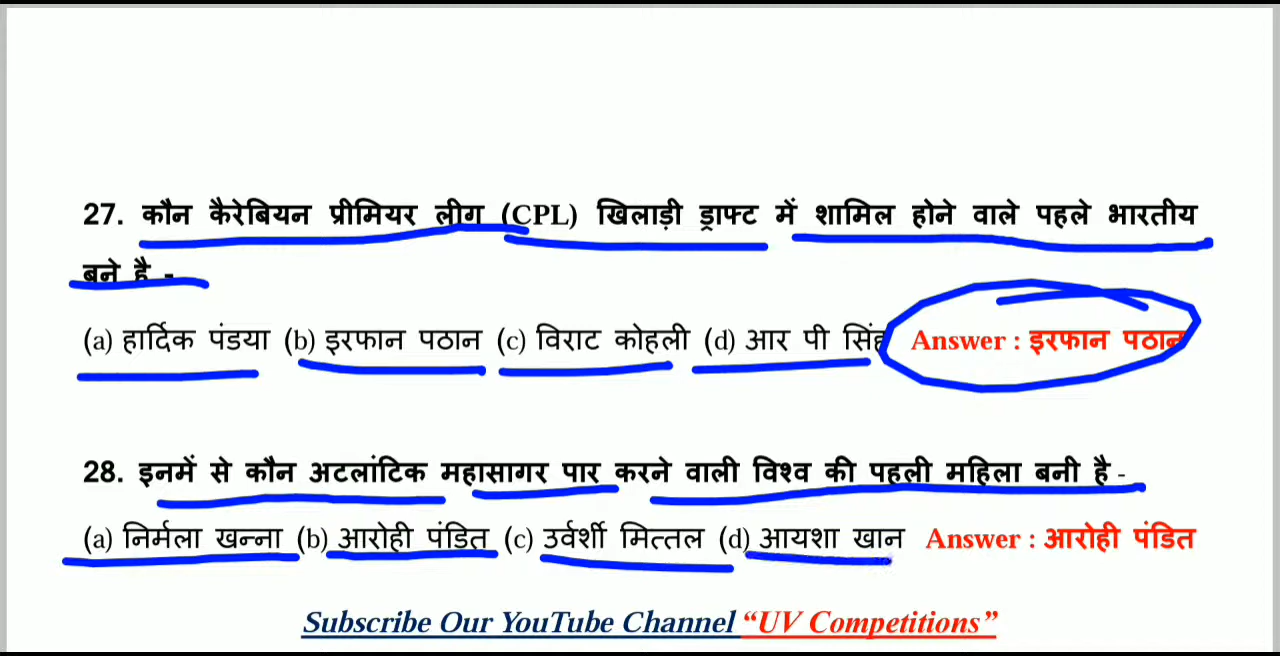 27. कौन कैरेबियन प्रीमियर लीग (CPL) खिलाड़ी ड्राफ्ट में शामिल होने वाले पहले भारतीय
बने है -
(a) हार्दिक पंडया (b) इरफान पठान (c) विराट कोहली (d) आर पी सिंह Answer : इरफान पठान
28. इनमें से कौन अटलांटिक महासागर पार करने वाली विश्व की पहली महिला बनी है -
(a) निर्मला खन्ना (b) आरोही पंडित (c) उर्वर्शी मित्तल (d) आयशा खान Answer : आरोही पंडित
Subscribe Our YouTube Channel “UV Competitions”